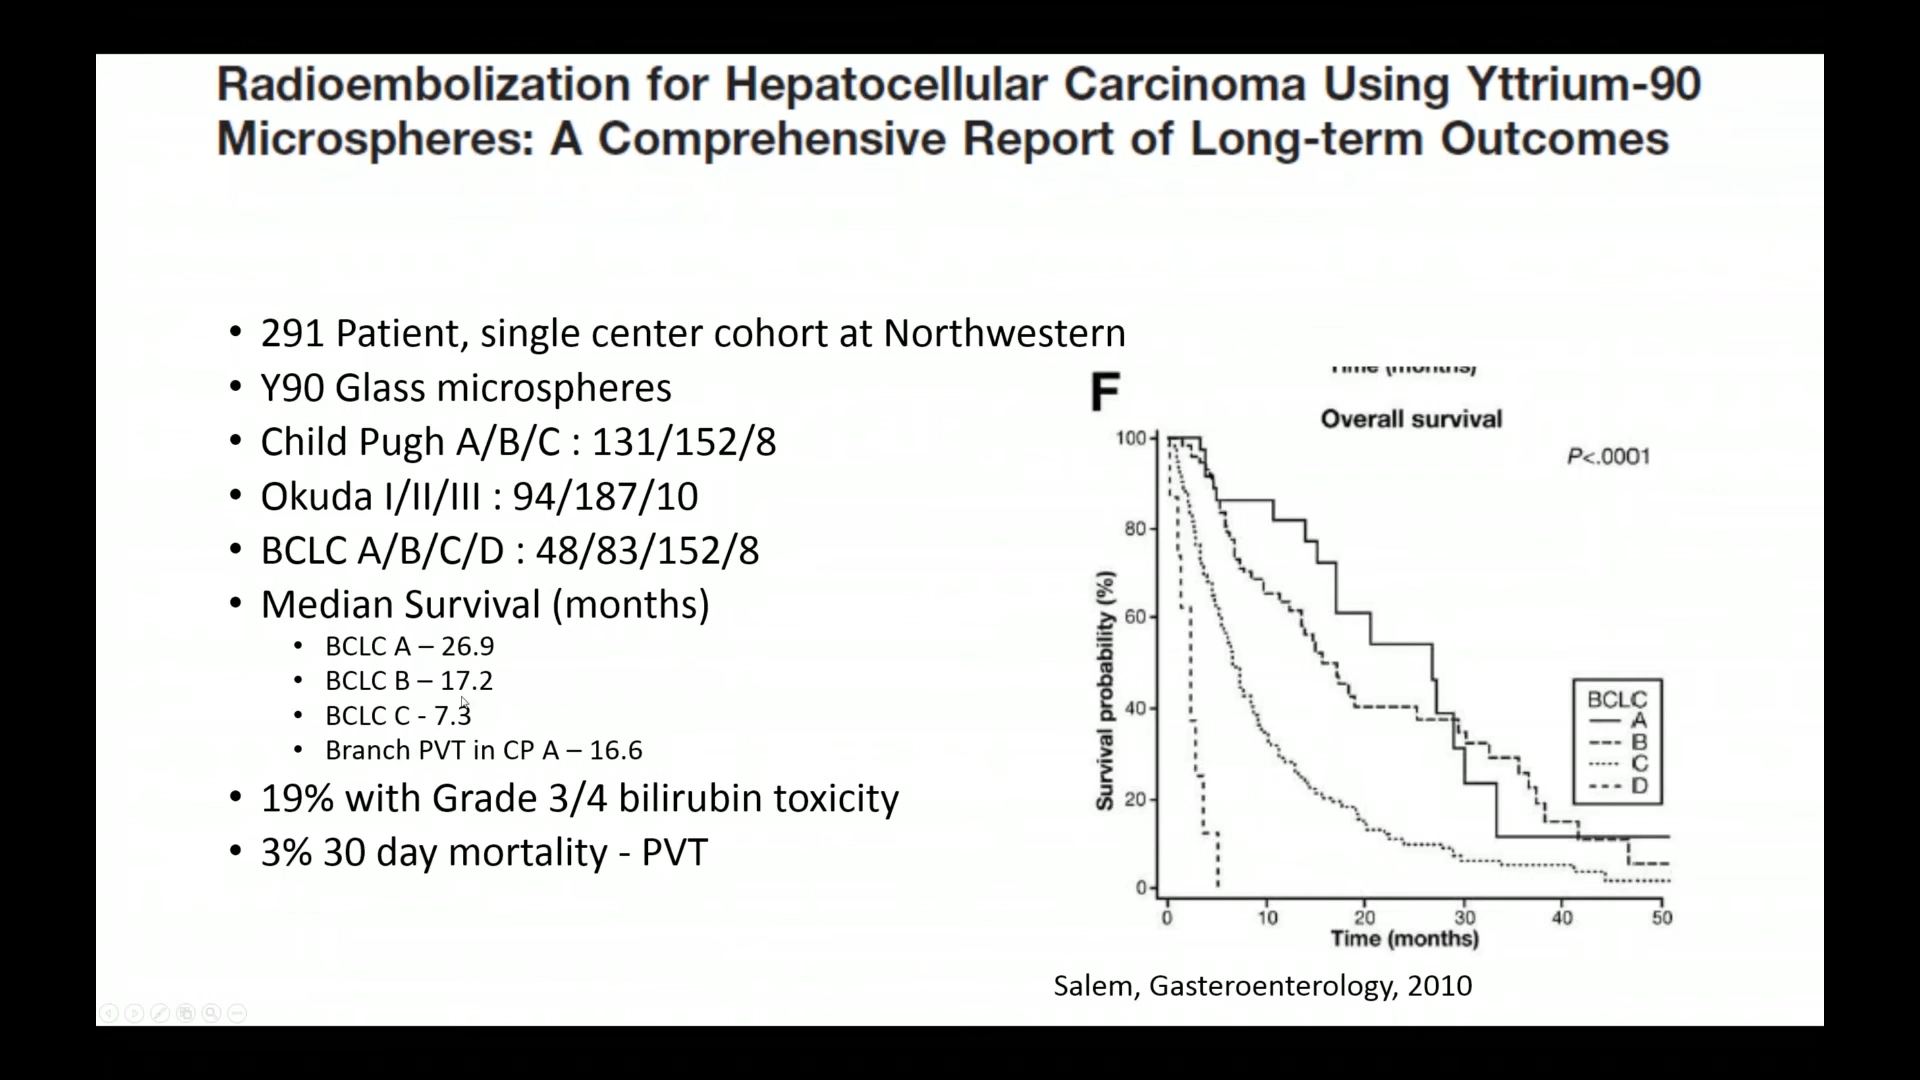 Radioembolization for Hepatocellular Carcinoma Using Yttrium-90
Microspheres: A Comprehensive Report of Long-term Outcomes
• 291 Patient, single center cohort at Northwestern
• Y90 Glass microspheres
• Child Pugh A/B/C : 131/152/8
• Okuda I/II/III : 94/187/10
• BCLC A/B/C/D : 48/83/152/8
• Median Survival (months)
• BCLC A – 26.9
• BCLC B – 17.2
• BCLC C - 7.3
• Branch PVT in CP A – 16.6
• 19% with Grade 3/4 bilirubin toxicity
• 3% 30 day mortality - PVT
Time (months)
F
Overall survival
P<.0001
Survival probability (%)
100
80
60
40
20
0
BCLC
A
B
C
D
0 10 20 30 40 50
Time (months)
Salem, Gasteroenterology, 2010